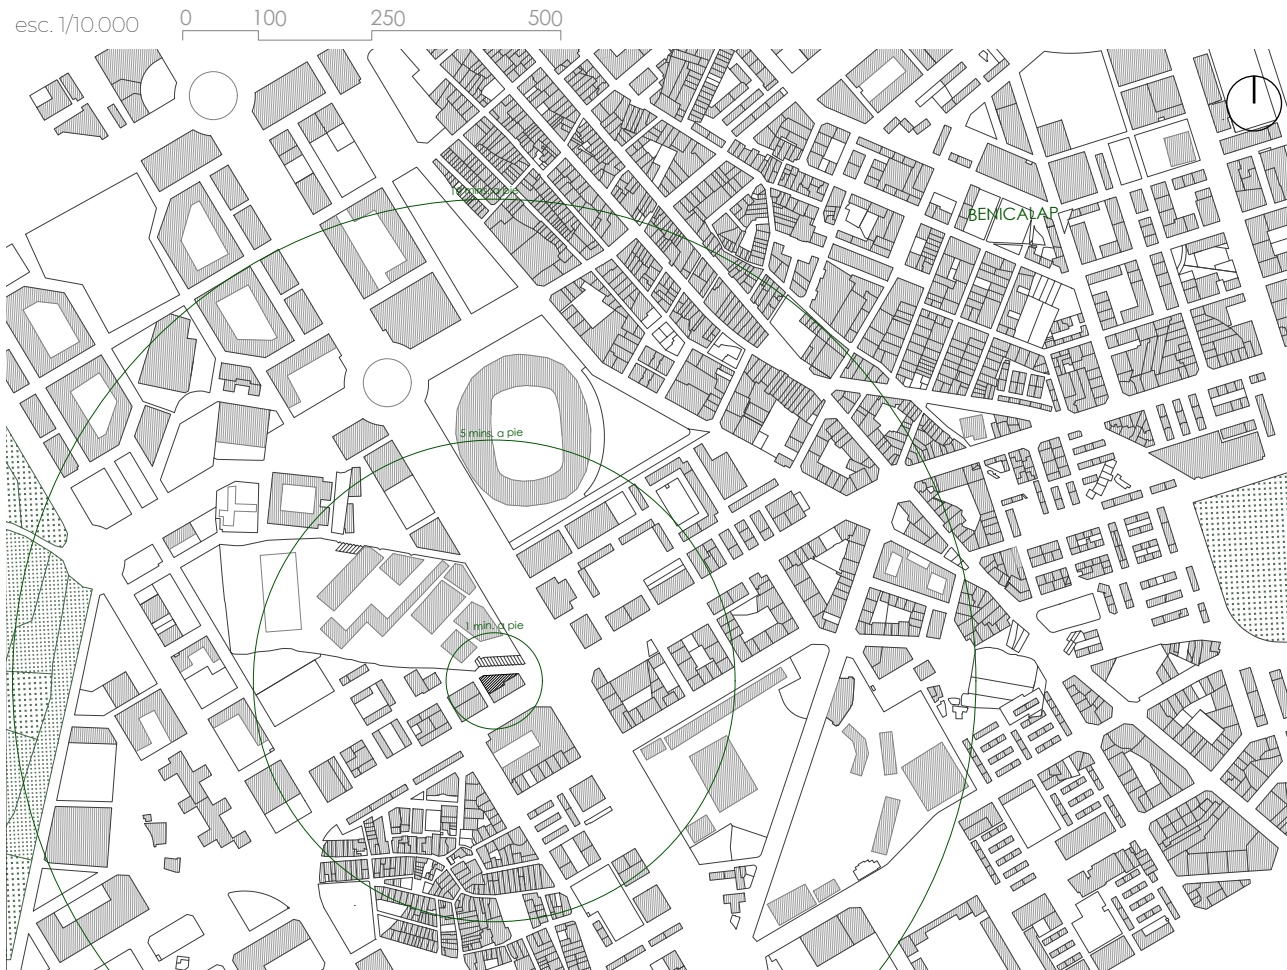 esc. 1/10.000
0 100 250 500
10 mins. a pie
BENICALAP
5 mins. a pie
1 min. a pie